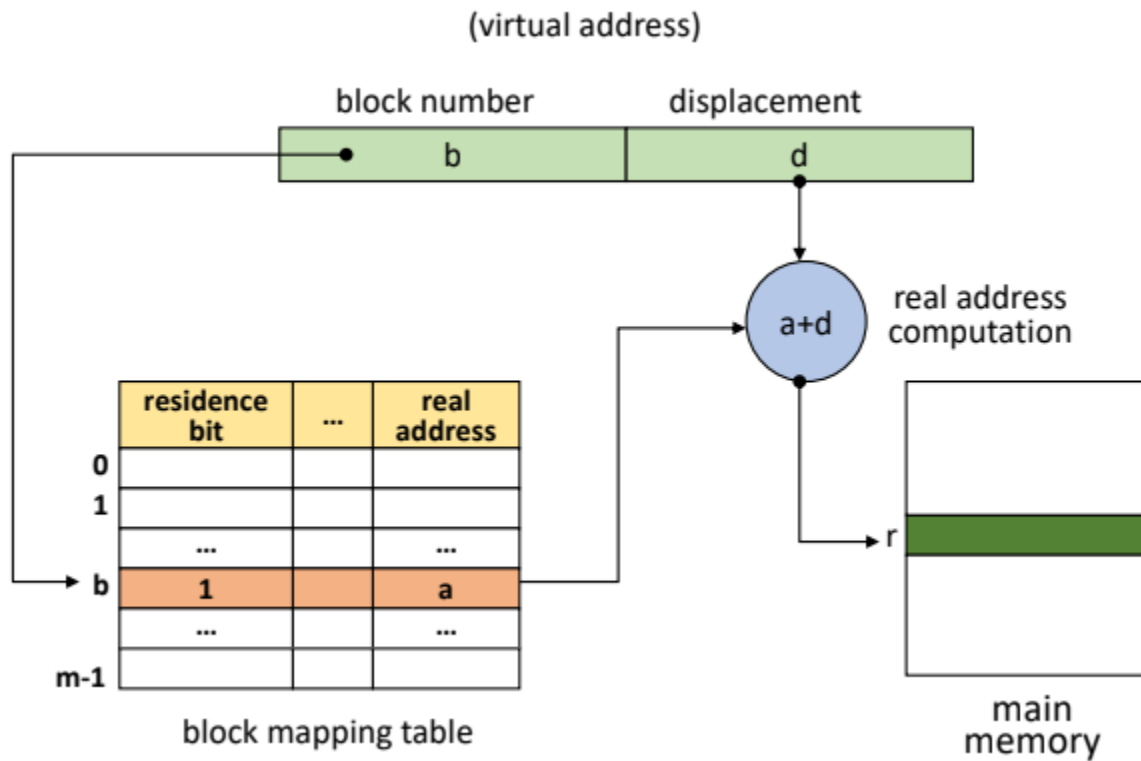 (virtual address)
block number displacement
b d
a+d
real address
computation
residence
bit
...
real
address
0
1
... ...
b 1 a
... ...
m-1
r
block mapping table
main
memory